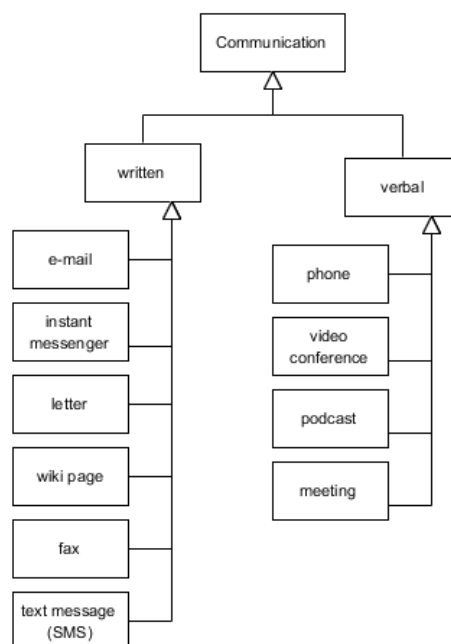 Communication
written
verbal
e-mail
instant
messenger
letter
wiki page
fax
text message
(SMS)
phone
video
conference
podcast
meeting